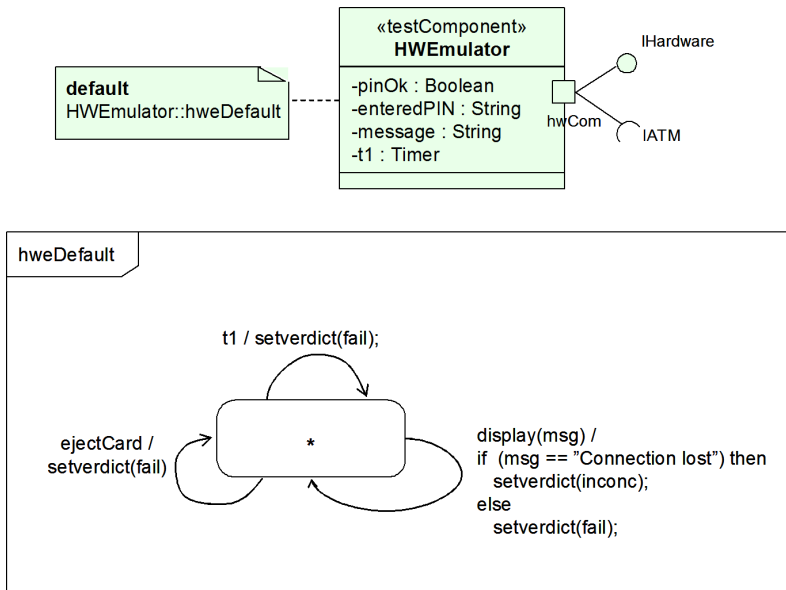 «testComponent»
HWEmulator
IHardware
default
HWEmulator::hweDefault
-pinOk : Boolean
-enteredPIN : String
-message : String
-t1 : Timer
hwCom
IATM
hweDefault
t1 / setverdict(fail);
ejectCard /
setverdict(fail)
*
display(msg) /
if (msg == ”Connection lost”) then
setverdict(inconc);
else
setverdict(fail);